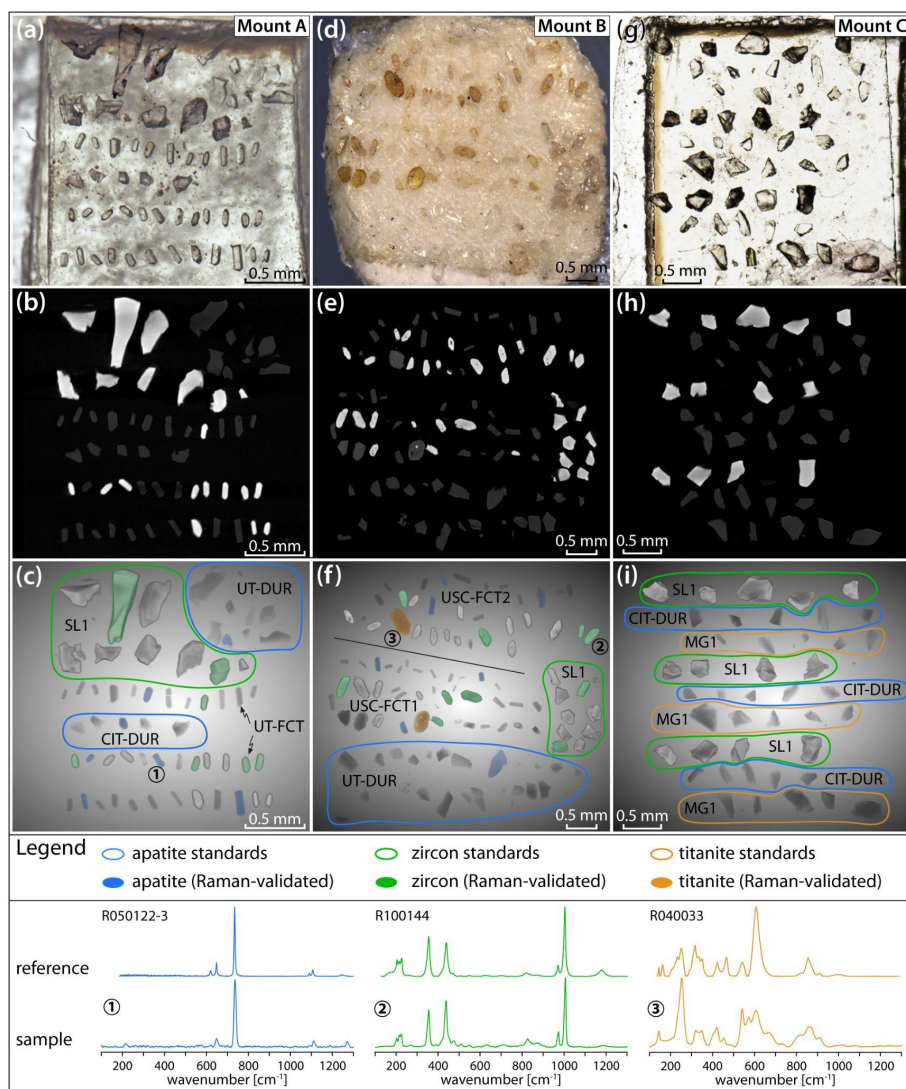 (a)
Mount A
0.5 mm
(d)
Mount B
0.5 mm
(g)
Mount C
0.5 mm
(b)
0.5 mm
(e)
0.5 mm
(h)
0.5 mm
(c)
UT-DUR
SL1
UT-FCT
CIT-DUR
①
0.5 mm
(f)
USC-FCT2
③
②
SL1
USC-FCT1
UT-DUR
0.5 mm
(i)
SL1
CIT-DUR
MG1
SL1
CIT-DUR
MG1
SL1
CIT-DUR
MG1
0.5 mm
Legend
apatite standards
zircon standards
titanite standards
apatite (Raman-validated)
zircon (Raman-validated)
titanite (Raman-validated)
R050122-3
R100144
R040033
reference
①
②
③
sample
200 400 600 800 1000 1200
200 400 600 800 1000 1200
200 400 600 800 1000 1200
wavenumber [cm⁻¹]
wavenumber [cm⁻¹]
wavenumber [cm⁻¹]